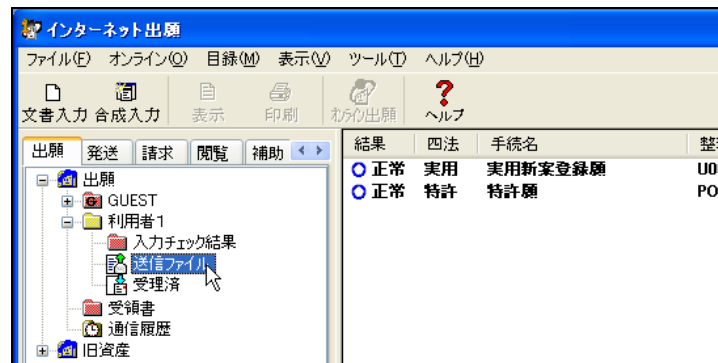 インターネット出願
ファイル(F) オンライン(O) 目録(M) 表示(V) ツール(T) ヘルプ(H)
文書入力 合成入力 表示 印刷 オンライン出願 ヘルプ
出願 発送 請求 閲覧 補助
結果 四法 手続名
正常 実用 実用新案登録願 U0
正常 特許 特許願 PO
出願
GUEST
利用者1
入力チェック結果
送信ファイル
受理済
受領書
通信履歴
旧資産